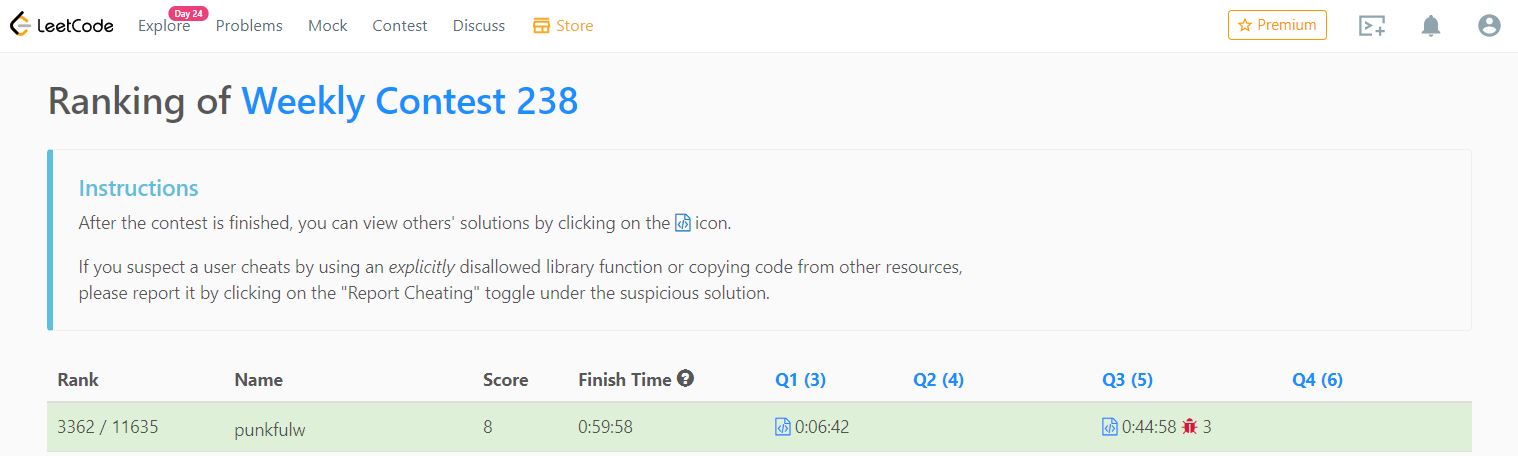 LeetCode Explore Day 24 Problems Mock Contest Discuss Store Premium
Ranking of Weekly Contest 238
Instructions
After the contest is finished, you can view others' solutions by clicking on the icon.
If you suspect a user cheats by using an explicitly disallowed library function or copying code from other resources,
please report it by clicking on the "Report Cheating" toggle under the suspicious solution.
Rank Name Score Finish Time Q1 (3) Q2 (4) Q3 (5) Q4 (6)
3362 / 11635 punkfulw 8 0:59:58 0:06:42 0:44:58 3